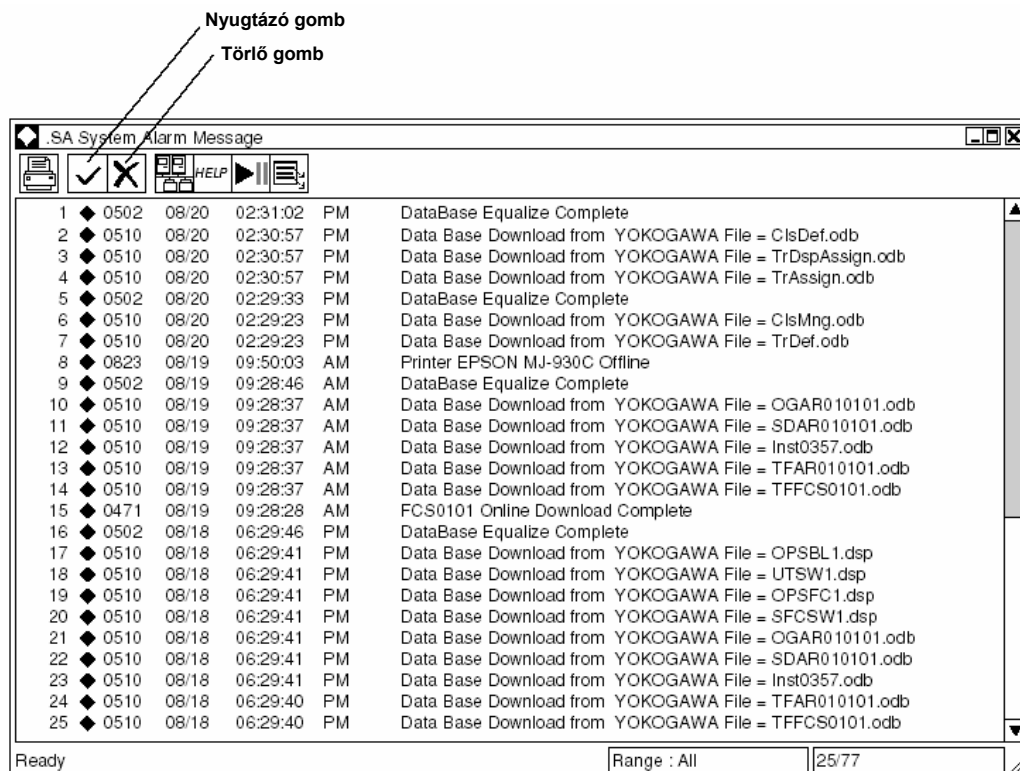 Nyugtázó gomb
Törlő gomb
.SA System Alarm Message
HELP
1 ◆ 0502 08/20 02:31:02 PM DataBase Equalize Complete
2 ◆ 0510 08/20 02:30:57 PM Data Base Download from YOKOGAWA File = ClsDef.odb
3 ◆ 0510 08/20 02:30:57 PM Data Base Download from YOKOGAWA File = TrDspAssign.odb
4 ◆ 0510 08/20 02:30:57 PM Data Base Download from YOKOGAWA File = TrAssign.odb
5 ◆ 0502 08/20 02:29:33 PM DataBase Equalize Complete
6 ◆ 0510 08/20 02:29:23 PM Data Base Download from YOKOGAWA File = ClsMng.odb
7 ◆ 0510 08/20 02:29:23 PM Data Base Download from YOKOGAWA File = TrDef.odb
8 ◆ 0823 08/19 09:50:03 AM Printer EPSON MJ-930C Offline
9 ◆ 0502 08/19 09:28:46 AM DataBase Equalize Complete
10 ◆ 0510 08/19 09:28:37 AM Data Base Download from YOKOGAWA File = OGAR010101.odb
11 ◆ 0510 08/19 09:28:37 AM Data Base Download from YOKOGAWA File = SDAR010101.odb
12 ◆ 0510 08/19 09:28:37 AM Data Base Download from YOKOGAWA File = Inst0357.odb
13 ◆ 0510 08/19 09:28:37 AM Data Base Download from YOKOGAWA File = TFAR010101.odb
14 ◆ 0510 08/19 09:28:37 AM Data Base Download from YOKOGAWA File = TFFCS0101.odb
15 ◆ 0471 08/19 09:28:28 AM FCS0101 Online Download Complete
16 ◆ 0502 08/18 06:29:46 PM DataBase Equalize Complete
17 ◆ 0510 08/18 06:29:41 PM Data Base Download from YOKOGAWA File = OPSBL1.dsp
18 ◆ 0510 08/18 06:29:41 PM Data Base Download from YOKOGAWA File = UTSW1.dsp
19 ◆ 0510 08/18 06:29:41 PM Data Base Download from YOKOGAWA File = OPSFC1.dsp
20 ◆ 0510 08/18 06:29:41 PM Data Base Download from YOKOGAWA File = SFCSW1.dsp
21 ◆ 0510 08/18 06:29:41 PM Data Base Download from YOKOGAWA File = OGAR010101.odb
22 ◆ 0510 08/18 06:29:41 PM Data Base Download from YOKOGAWA File = SDAR010101.odb
23 ◆ 0510 08/18 06:29:41 PM Data Base Download from YOKOGAWA File = Inst0357.odb
24 ◆ 0510 08/18 06:29:40 PM Data Base Download from YOKOGAWA File = TFAR010101.odb
25 ◆ 0510 08/18 06:29:40 PM Data Base Download from YOKOGAWA File = TFFCS0101.odb
Ready Range : All 25/77